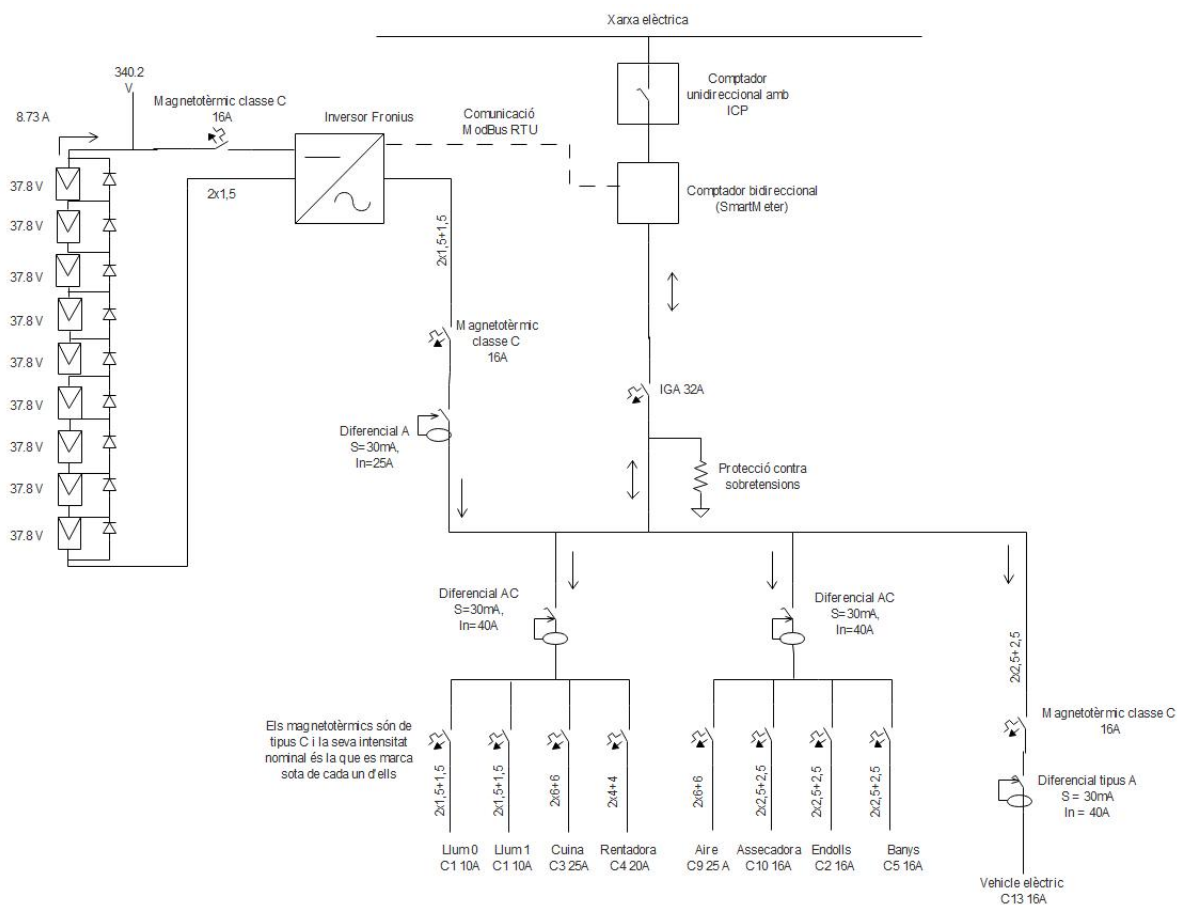 Xarxa elèctrica
Comptador
unidireccional amb
ICP
340.2
V
Magnetotèrmic classe C
16A
8.73 A
Inversor Fronius
Comunicació
ModBus RTU
Comptador bidireccional
(SmartMeter)
37.8 V
37.8 V
37.8 V
37.8 V
37.8 V
37.8 V
37.8 V
37.8 V
37.8 V
2x1,5
2x1,5+1,5
Magnetotèrmic
classe C
16A
IGA 32A
Diferencial A
S=30mA,
In=25A
Protecció contra
sobretensions
Diferencial AC
S=30mA,
In=40A
Diferencial AC
S=30mA,
In=40A
2x2,5+2,5
Magnetotèrmic classe C
16A
Diferencial tipus A
S = 30mA
In = 40A
Els magnetotèrmics són de
tipus C i la seva intensitat
nominal és la que es marca
sota de cada un d'ells
2x1,5+1,5
2x1,5+1,5
2x6+6
2x4+4
2x6+6
2x2,5+2,5
2x2,5+2,5
2x2,5+2,5
Llum 0
C1 10A
Llum 1
C1 10A
Cuina
C3 25A
Rentadora
C4 20A
Aire
C9 25 A
Assecadora
C10 16A
Endolls
C2 16A
Banys
C5 16A
Vehicle elèctric
C13 16A